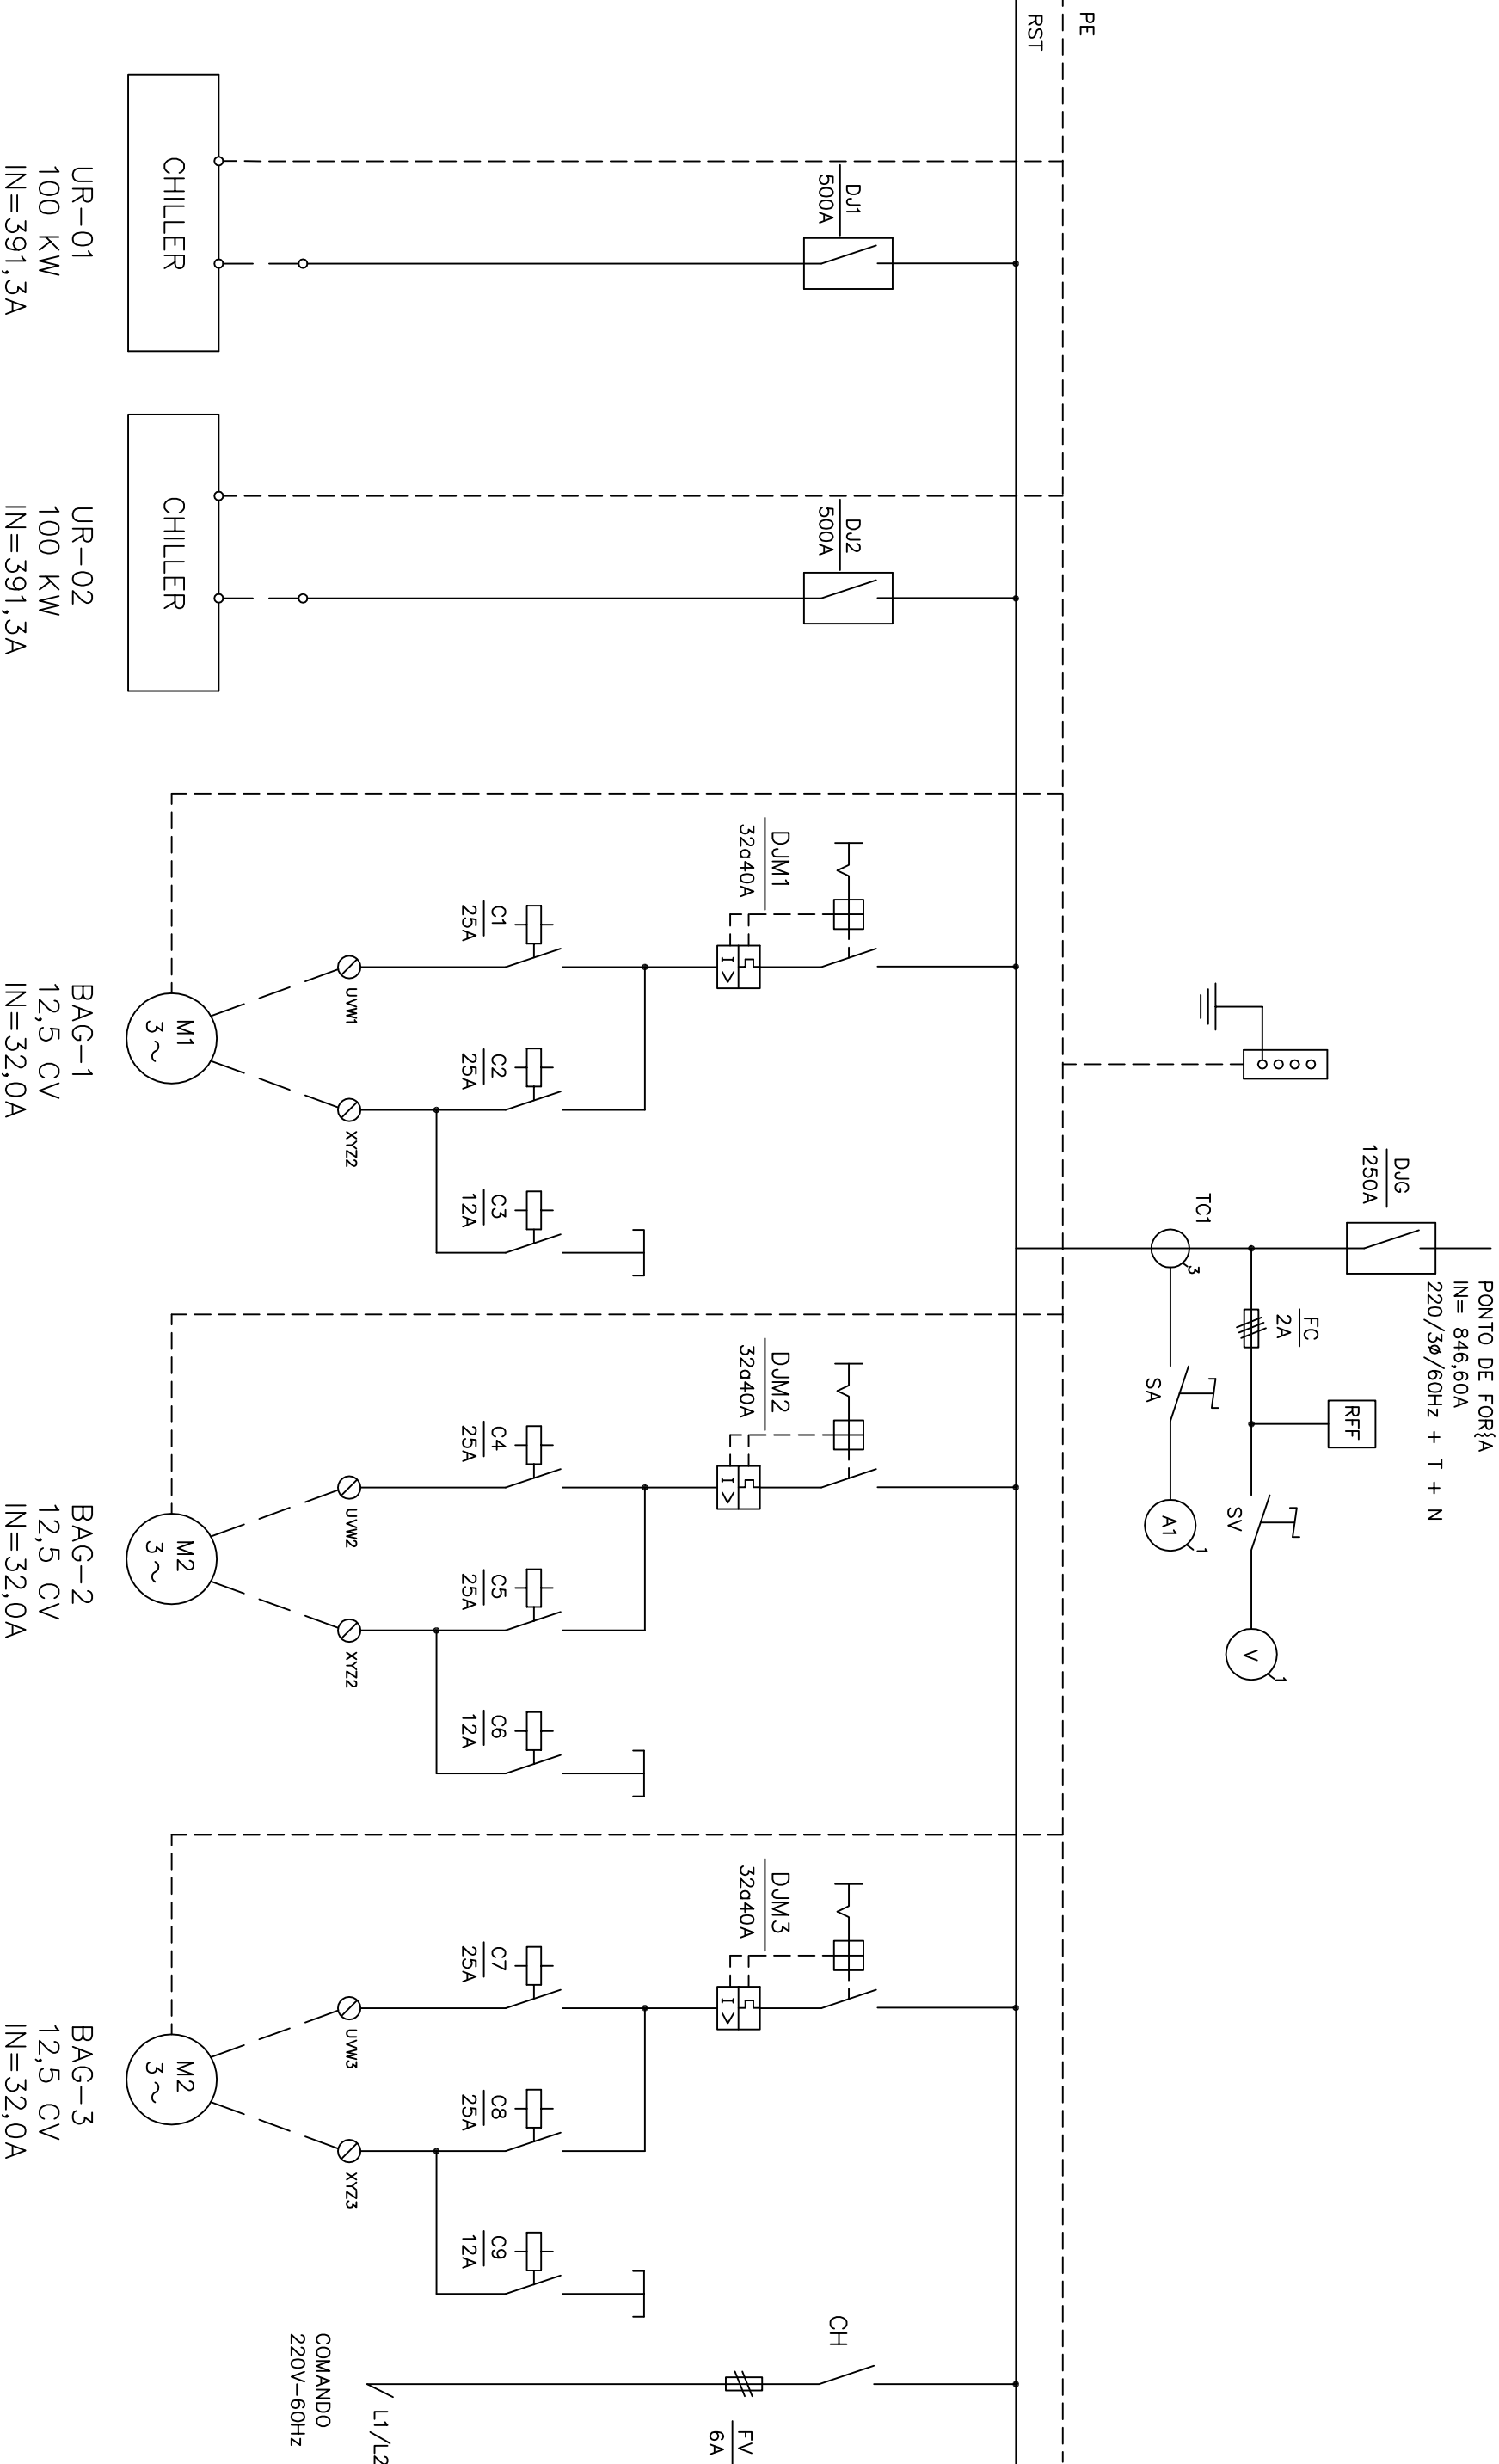 PONTO DE FOR{A
IN= 846,60A
220/3ø/60Hz + T + N
DJG
1250A
FC
2A
RFF
SV
V
1
TC1
3
SA
A1
1
PE
RST
DJ1
500A
DJ2
500A
DJM1
32a40A
I>
DJM2
32a40A
I>
DJM3
32a40A
I>
CH
FV
6A
C1
25A
C2
25A
C3
12A
C4
25A
C5
25A
C6
12A
C7
25A
C8
25A
C9
12A
UVW1
XYZ2
UVW2
XYZ2
UVW3
XYZ3
L1/L2
COMANDO
220V-60Hz
CHILLER
CHILLER
M1
3~
M2
3~
M2
3~
UR-01
100 KW
IN=391,3A
UR-02
100 KW
IN=391,3A
BAG-1
12,5 CV
IN=32,0A
BAG-2
12,5 CV
IN=32,0A
BAG-3
12,5 CV
IN=32,0A